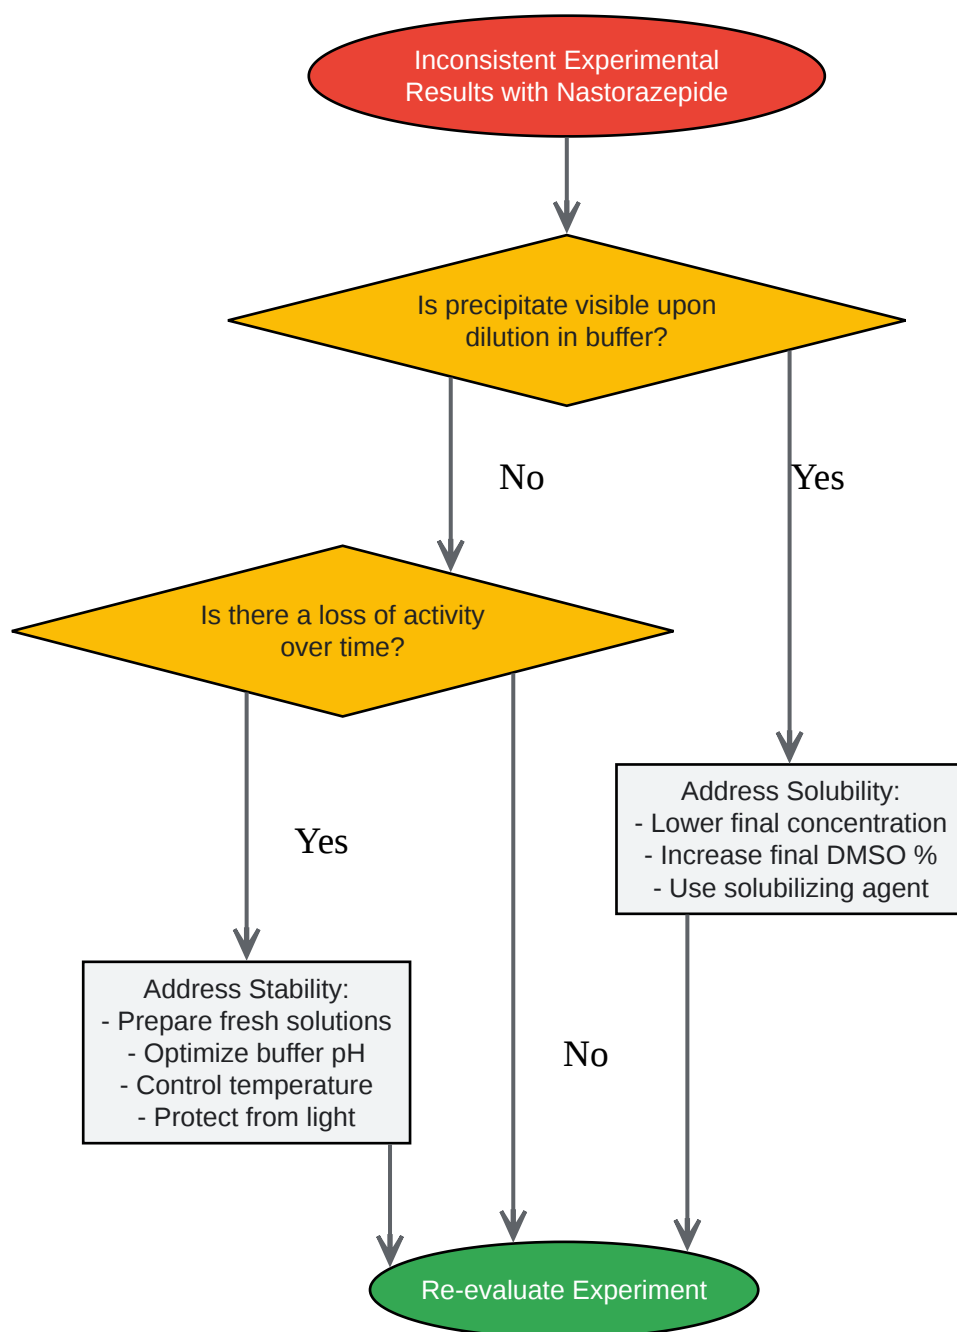 Inconsistent Experimental
Results with Nastorazepide
Is precipitate visible upon
dilution in buffer?
No
Yes
Is there a loss of activity
over time?
Address Solubility:
- Lower final concentration
- Increase final DMSO %
- Use solubilizing agent
Yes
Address Stability:
- Prepare fresh solutions
- Optimize buffer pH
- Control temperature
- Protect from light
No
Re-evaluate Experiment